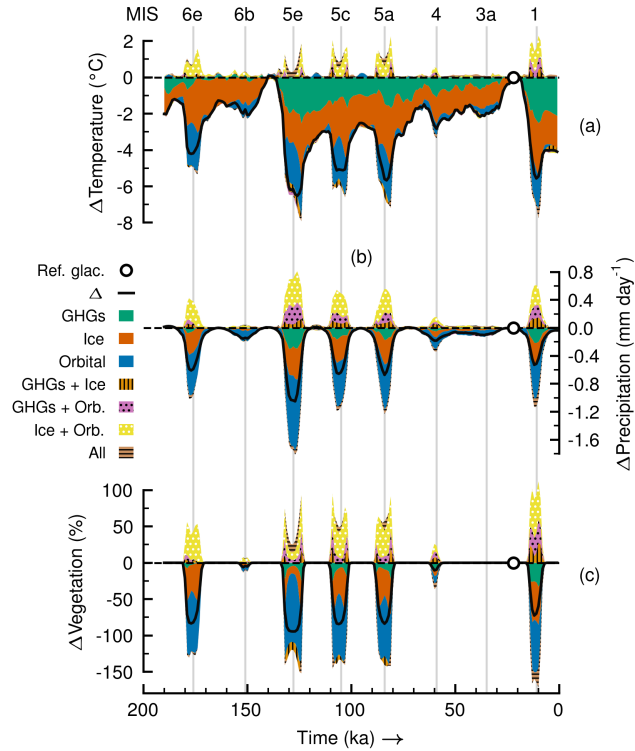 MIS 6e 6b 5e 5c 5a 4 3a 1
2
0
-2
-4
-6
-8
ΔTemperature (°C)
(a)
(b)
Ref. glac.
Δ
GHGs
Ice
Orbital
GHGs + Ice
GHGs + Orb.
Ice + Orb.
All
0.8
0.4
0.0
-0.4
-0.8
-1.2
-1.6
ΔPrecipitation (mm day⁻¹)
100
50
0
-50
-100
-150
ΔVegetation (%)
(c)
200 150 100 50 0
Time (ka) →